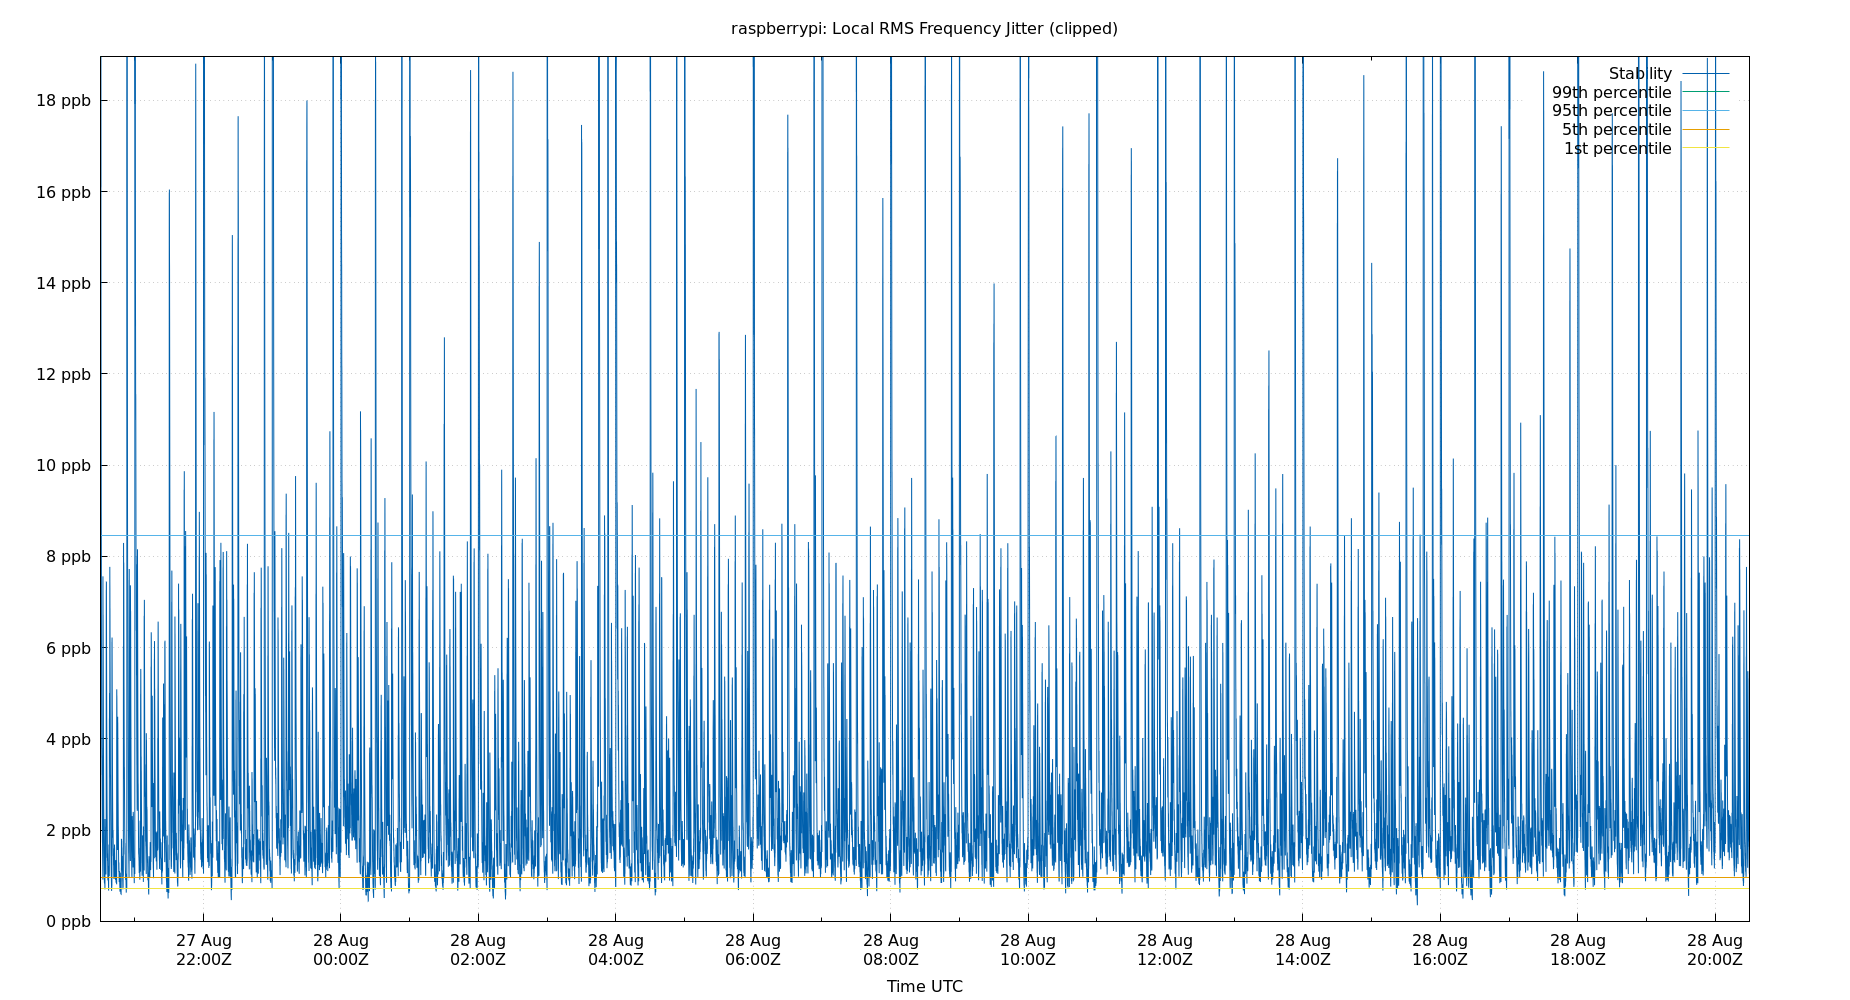 raspberrypi: Local RMS Frequency Jitter (clipped)
Stability
99th percentile
95th percentile
5th percentile
1st percentile
18 ppb
16 ppb
14 ppb
12 ppb
10 ppb
8 ppb
6 ppb
4 ppb
2 ppb
0 ppb
27 Aug 28 Aug 28 Aug 28 Aug 28 Aug 28 Aug 28 Aug 28 Aug 28 Aug 28 Aug 28 Aug 28 Aug
22:00Z 00:00Z 02:00Z 04:00Z 06:00Z 08:00Z 10:00Z 12:00Z 14:00Z 16:00Z 18:00Z 20:00Z
Time UTC